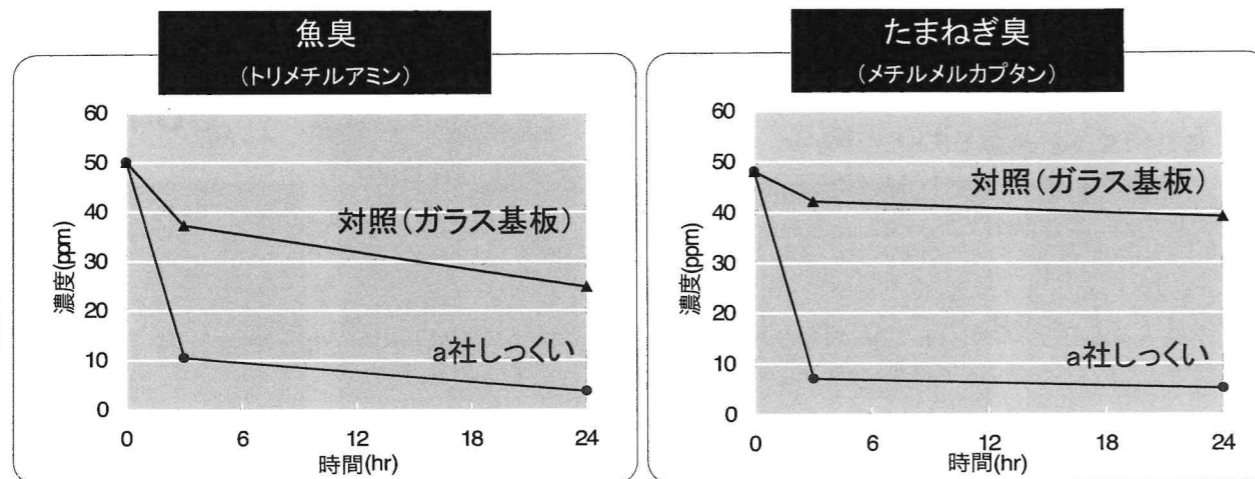 魚臭
(トリメチルアミン)
60
50
40
30
20
10
0
濃度(ppm)
対照(ガラス基板)
a社しっくい
0
6
12
18
24
時間(hr)
たまねぎ臭
(メチルメルカプタン)
60
50
40
30
20
10
0
濃度(ppm)
対照(ガラス基板)
a社しっくい
0
6
12
18
24
時間(hr)